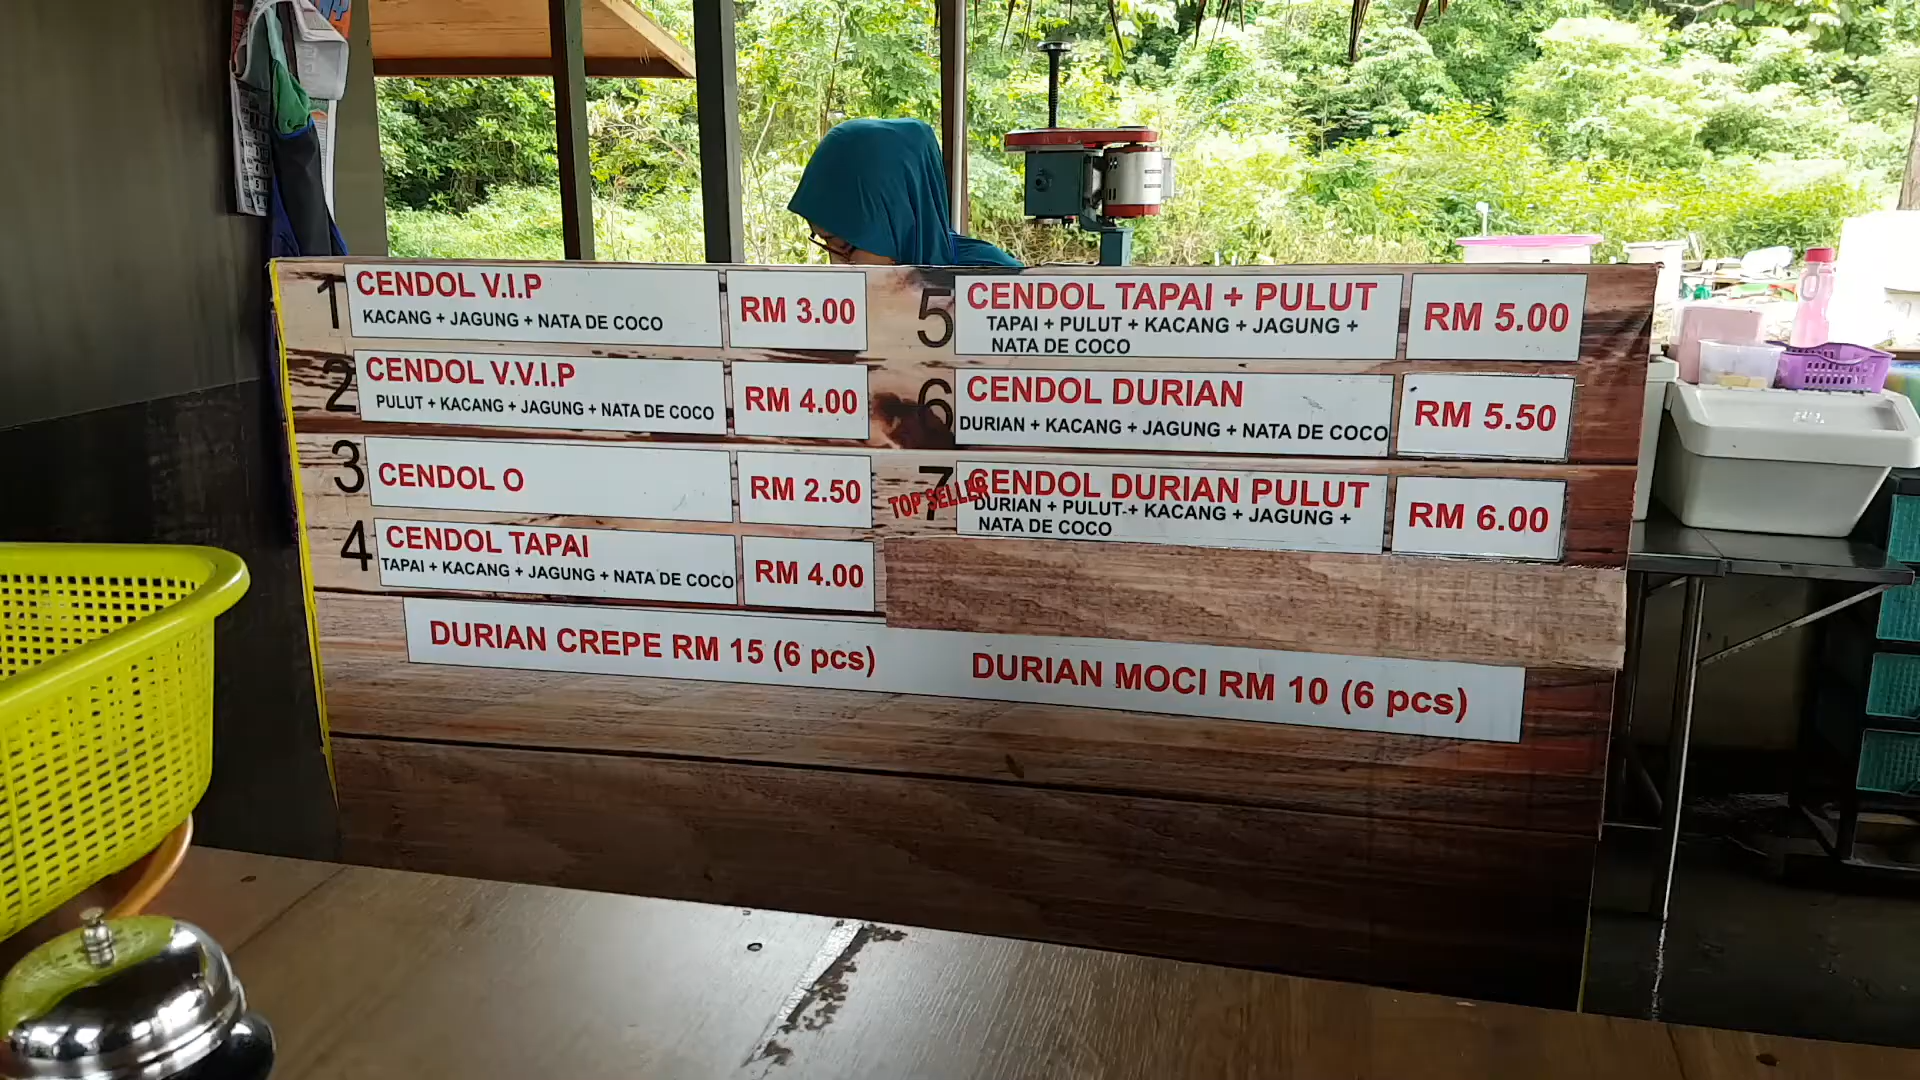 1
CENDOL V.I.P
KACANG + JAGUNG + NATA DE COCO
RM 3.00
2
CENDOL V.V.I.P
PULUT + KACANG + JAGUNG + NATA DE COCO
RM 4.00
3
CENDOL O
RM 2.50
4
CENDOL TAPAI
TAPAI + KACANG + JAGUNG + NATA DE COCO
RM 4.00
5
CENDOL TAPAI + PULUT
TAPAI + PULUT + KACANG + JAGUNG +
NATA DE COCO
RM 5.00
6
CENDOL DURIAN
DURIAN + KACANG + JAGUNG + NATA DE COCO
RM 5.50
7
TOP SELLER
CENDOL DURIAN PULUT
DURIAN + PULUT + KACANG + JAGUNG +
NATA DE COCO
RM 6.00
DURIAN CREPE RM 15 (6 pcs)
DURIAN MOCI RM 10 (6 pcs)